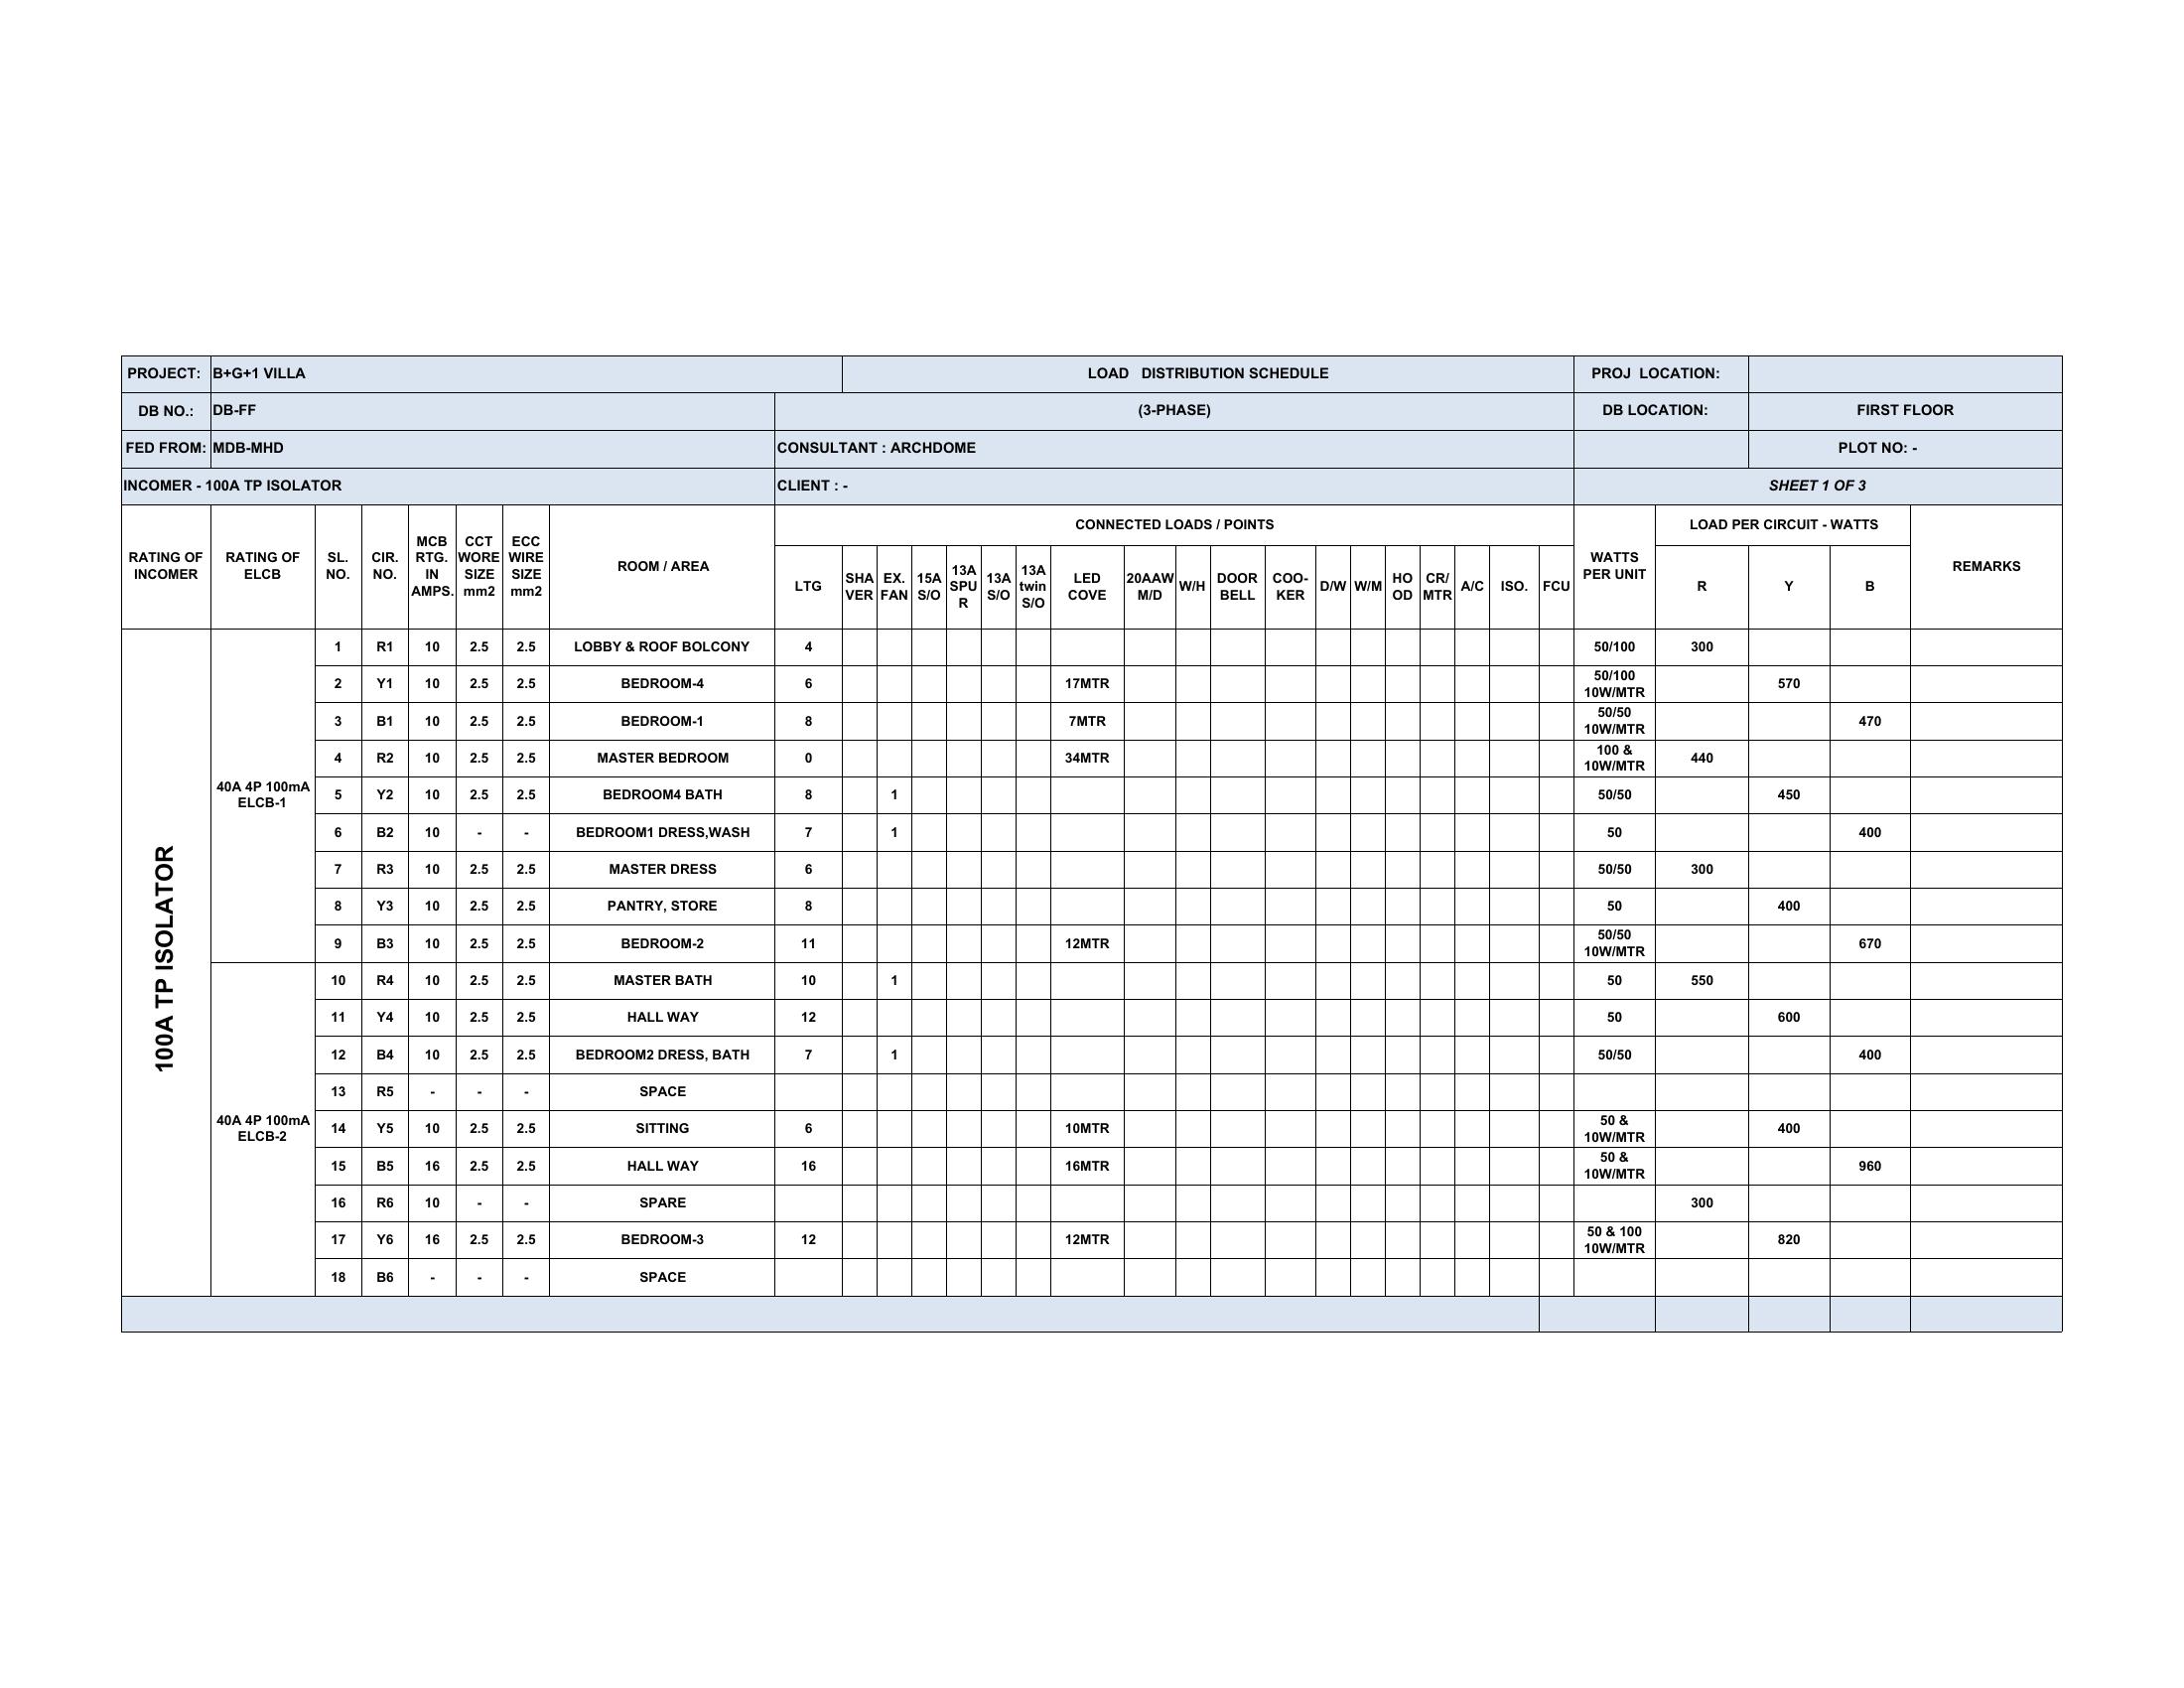 PROJECT: B+G+1 VILLA LOAD DISTRIBUTION SCHEDULE PROJ LOCATION:
DB NO.: DB-FF (3-PHASE) DB LOCATION: FIRST FLOOR
FED FROM: MDB-MHD CONSULTANT : ARCHDOME PLOT NO: -
INCOMER - 100A TP ISOLATOR CLIENT : - SHEET 1 OF 3
RATING OF INCOMER RATING OF ELCB SL. NO. CIR. NO. MCB RTG. IN AMPS. CCT WORE SIZE mm2 ECC WIRE SIZE mm2 ROOM / AREA CONNECTED LOADS / POINTS WATTS PER UNIT LOAD PER CIRCUIT - WATTS REMARKS
LTG SHA VER EX. FAN 15A S/O 13A SPU R 13A S/O 13A twin S/O LED COVE 20AAW M/D W/H DOOR BELL COO- KER D/W W/M HO OD CR/ MTR A/C ISO. FCU R Y B
100A TP ISOLATOR
40A 4P 100mA ELCB-1
1 R1 10 2.5 2.5 LOBBY & ROOF BOLCONY 4 50/100 300
2 Y1 10 2.5 2.5 BEDROOM-4 6 17MTR 50/100 10W/MTR 570
3 B1 10 2.5 2.5 BEDROOM-1 8 7MTR 50/50 10W/MTR 470
4 R2 10 2.5 2.5 MASTER BEDROOM 0 34MTR 100 & 10W/MTR 440
5 Y2 10 2.5 2.5 BEDROOM4 BATH 8 1 50/50 450
6 B2 10 - - BEDROOM1 DRESS,WASH 7 1 50 400
7 R3 10 2.5 2.5 MASTER DRESS 6 50/50 300
8 Y3 10 2.5 2.5 PANTRY, STORE 8 50 400
9 B3 10 2.5 2.5 BEDROOM-2 11 12MTR 50/50 10W/MTR 670
40A 4P 100mA ELCB-2
10 R4 10 2.5 2.5 MASTER BATH 10 1 50 550
11 Y4 10 2.5 2.5 HALL WAY 12 50 600
12 B4 10 2.5 2.5 BEDROOM2 DRESS, BATH 7 1 50/50 400
13 R5 - - - SPACE
14 Y5 10 2.5 2.5 SITTING 6 10MTR 50 & 10W/MTR 400
15 B5 16 2.5 2.5 HALL WAY 16 16MTR 50 & 10W/MTR 960
16 R6 10 - - SPARE 300
17 Y6 16 2.5 2.5 BEDROOM-3 12 12MTR 50 & 100 10W/MTR 820
18 B6 - - - SPACE